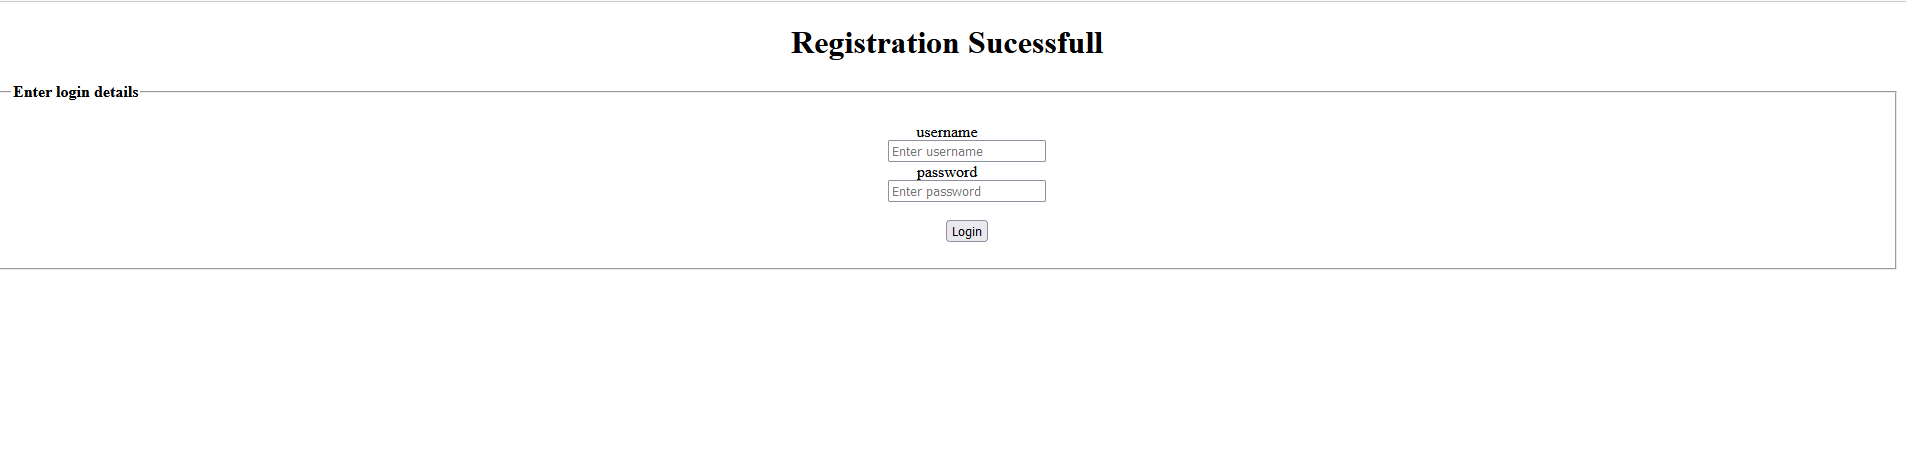 Registration Sucessfull
Enter login details
username
Enter username
password
Enter password
Login